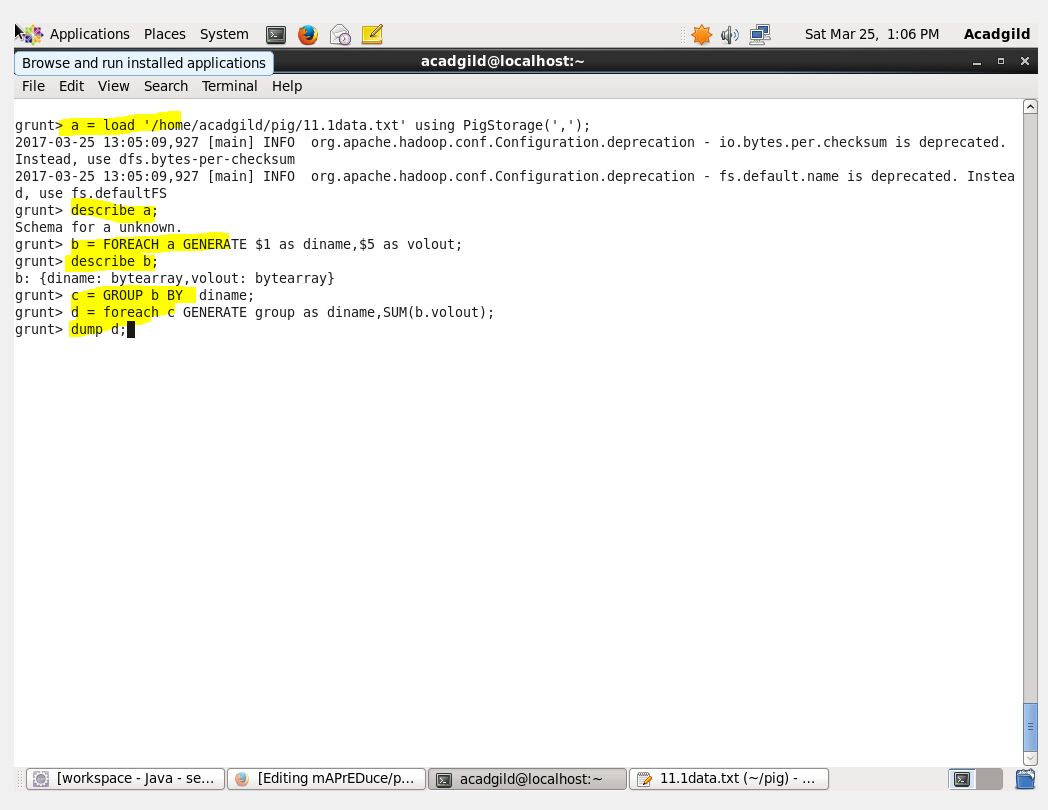 Applications Places System Sat Mar 25, 1:06 PM Acadgild
Browse and run installed applications
acadgild@localhost:~
File Edit View Search Terminal Help
grunt> a = load '/home/acadgild/pig/11.1data.txt' using PigStorage(',');
2017-03-25 13:05:09,927 [main] INFO  org.apache.hadoop.conf.Configuration.deprecation - io.bytes.per.checksum is deprecated.
Instead, use dfs.bytes-per-checksum
2017-03-25 13:05:09,927 [main] INFO  org.apache.hadoop.conf.Configuration.deprecation - fs.default.name is deprecated. Instea
d, use fs.defaultFS
grunt> describe a;
Schema for a unknown.
grunt> b = FOREACH a GENERATE $1 as diname,$5 as volout;
grunt> describe b;
b: {diname: bytearray,volout: bytearray}
grunt> c = GROUP b BY  diname;
grunt> d = foreach c GENERATE group as diname,SUM(b.volout);
grunt> dump d;
[workspace - Java - se... [Editing mAPrEDuce/p... acadgild@localhost:~ 11.1data.txt (~/pig) - ...